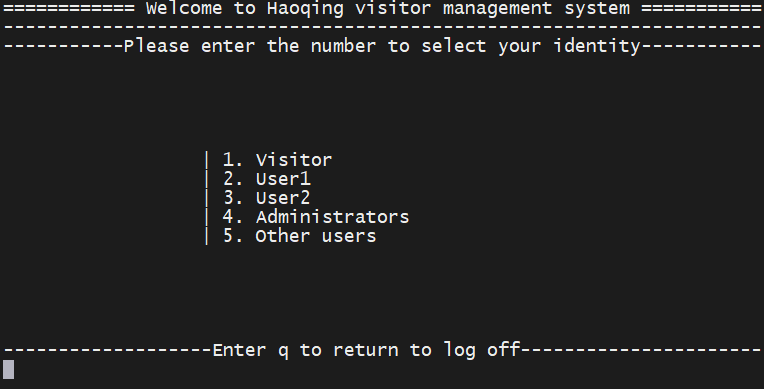 ============ Welcome to Haoqing visitor management system ===========
---------------------------------------------------------------------
-----------Please enter the number to select your identity-----------
| 1. Visitor
| 2. User1
| 3. User2
| 4. Administrators
| 5. Other users
-------------------Enter q to return to log off----------------------